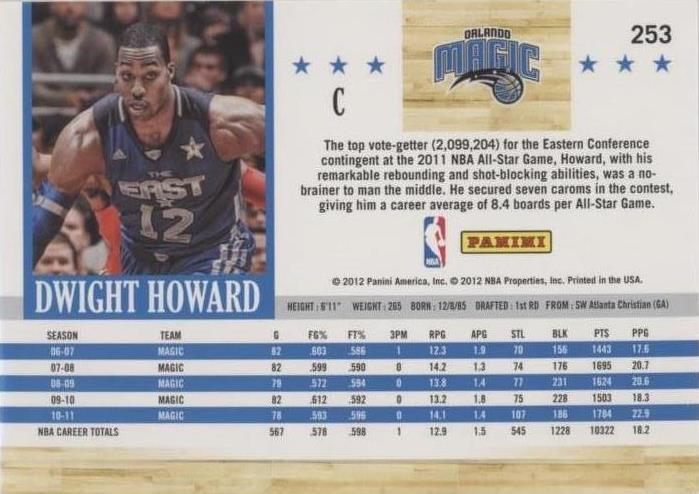 253
ORLANDO
MAGIC
C
THE
EAST
12
The top vote-getter (2,099,204) for the Eastern Conference
contingent at the 2011 NBA All-Star Game, Howard, with his
remarkable rebounding and shot-blocking abilities, was a no-
brainer to man the middle. He secured seven caroms in the contest,
giving him a career average of 8.4 boards per All-Star Game.
NBA
PANINI
© 2012 Panini America, Inc. © 2012 NBA Properties, Inc. Printed in the USA.
DWIGHT HOWARD
HEIGHT : 6'11" WEIGHT : 265 BORN : 12/8/85 DRAFTED : 1st RD FROM : SW Atlanta Christian (GA)
SEASON TEAM G FG% FT% 3PM RPG APG STL BLK PTS PPG
06-07 MAGIC 82 .603 .586 1 12.3 1.9 70 156 1443 17.6
07-08 MAGIC 82 .599 .590 0 14.2 1.3 74 176 1695 20.7
08-09 MAGIC 79 .572 .594 0 13.8 1.4 77 231 1624 20.6
09-10 MAGIC 82 .612 .592 0 13.2 1.8 75 228 1503 18.3
10-11 MAGIC 78 .593 .596 0 14.1 1.4 107 186 1784 22.9
NBA CAREER TOTALS 567 .578 .598 1 12.9 1.5 545 1228 10322 18.2